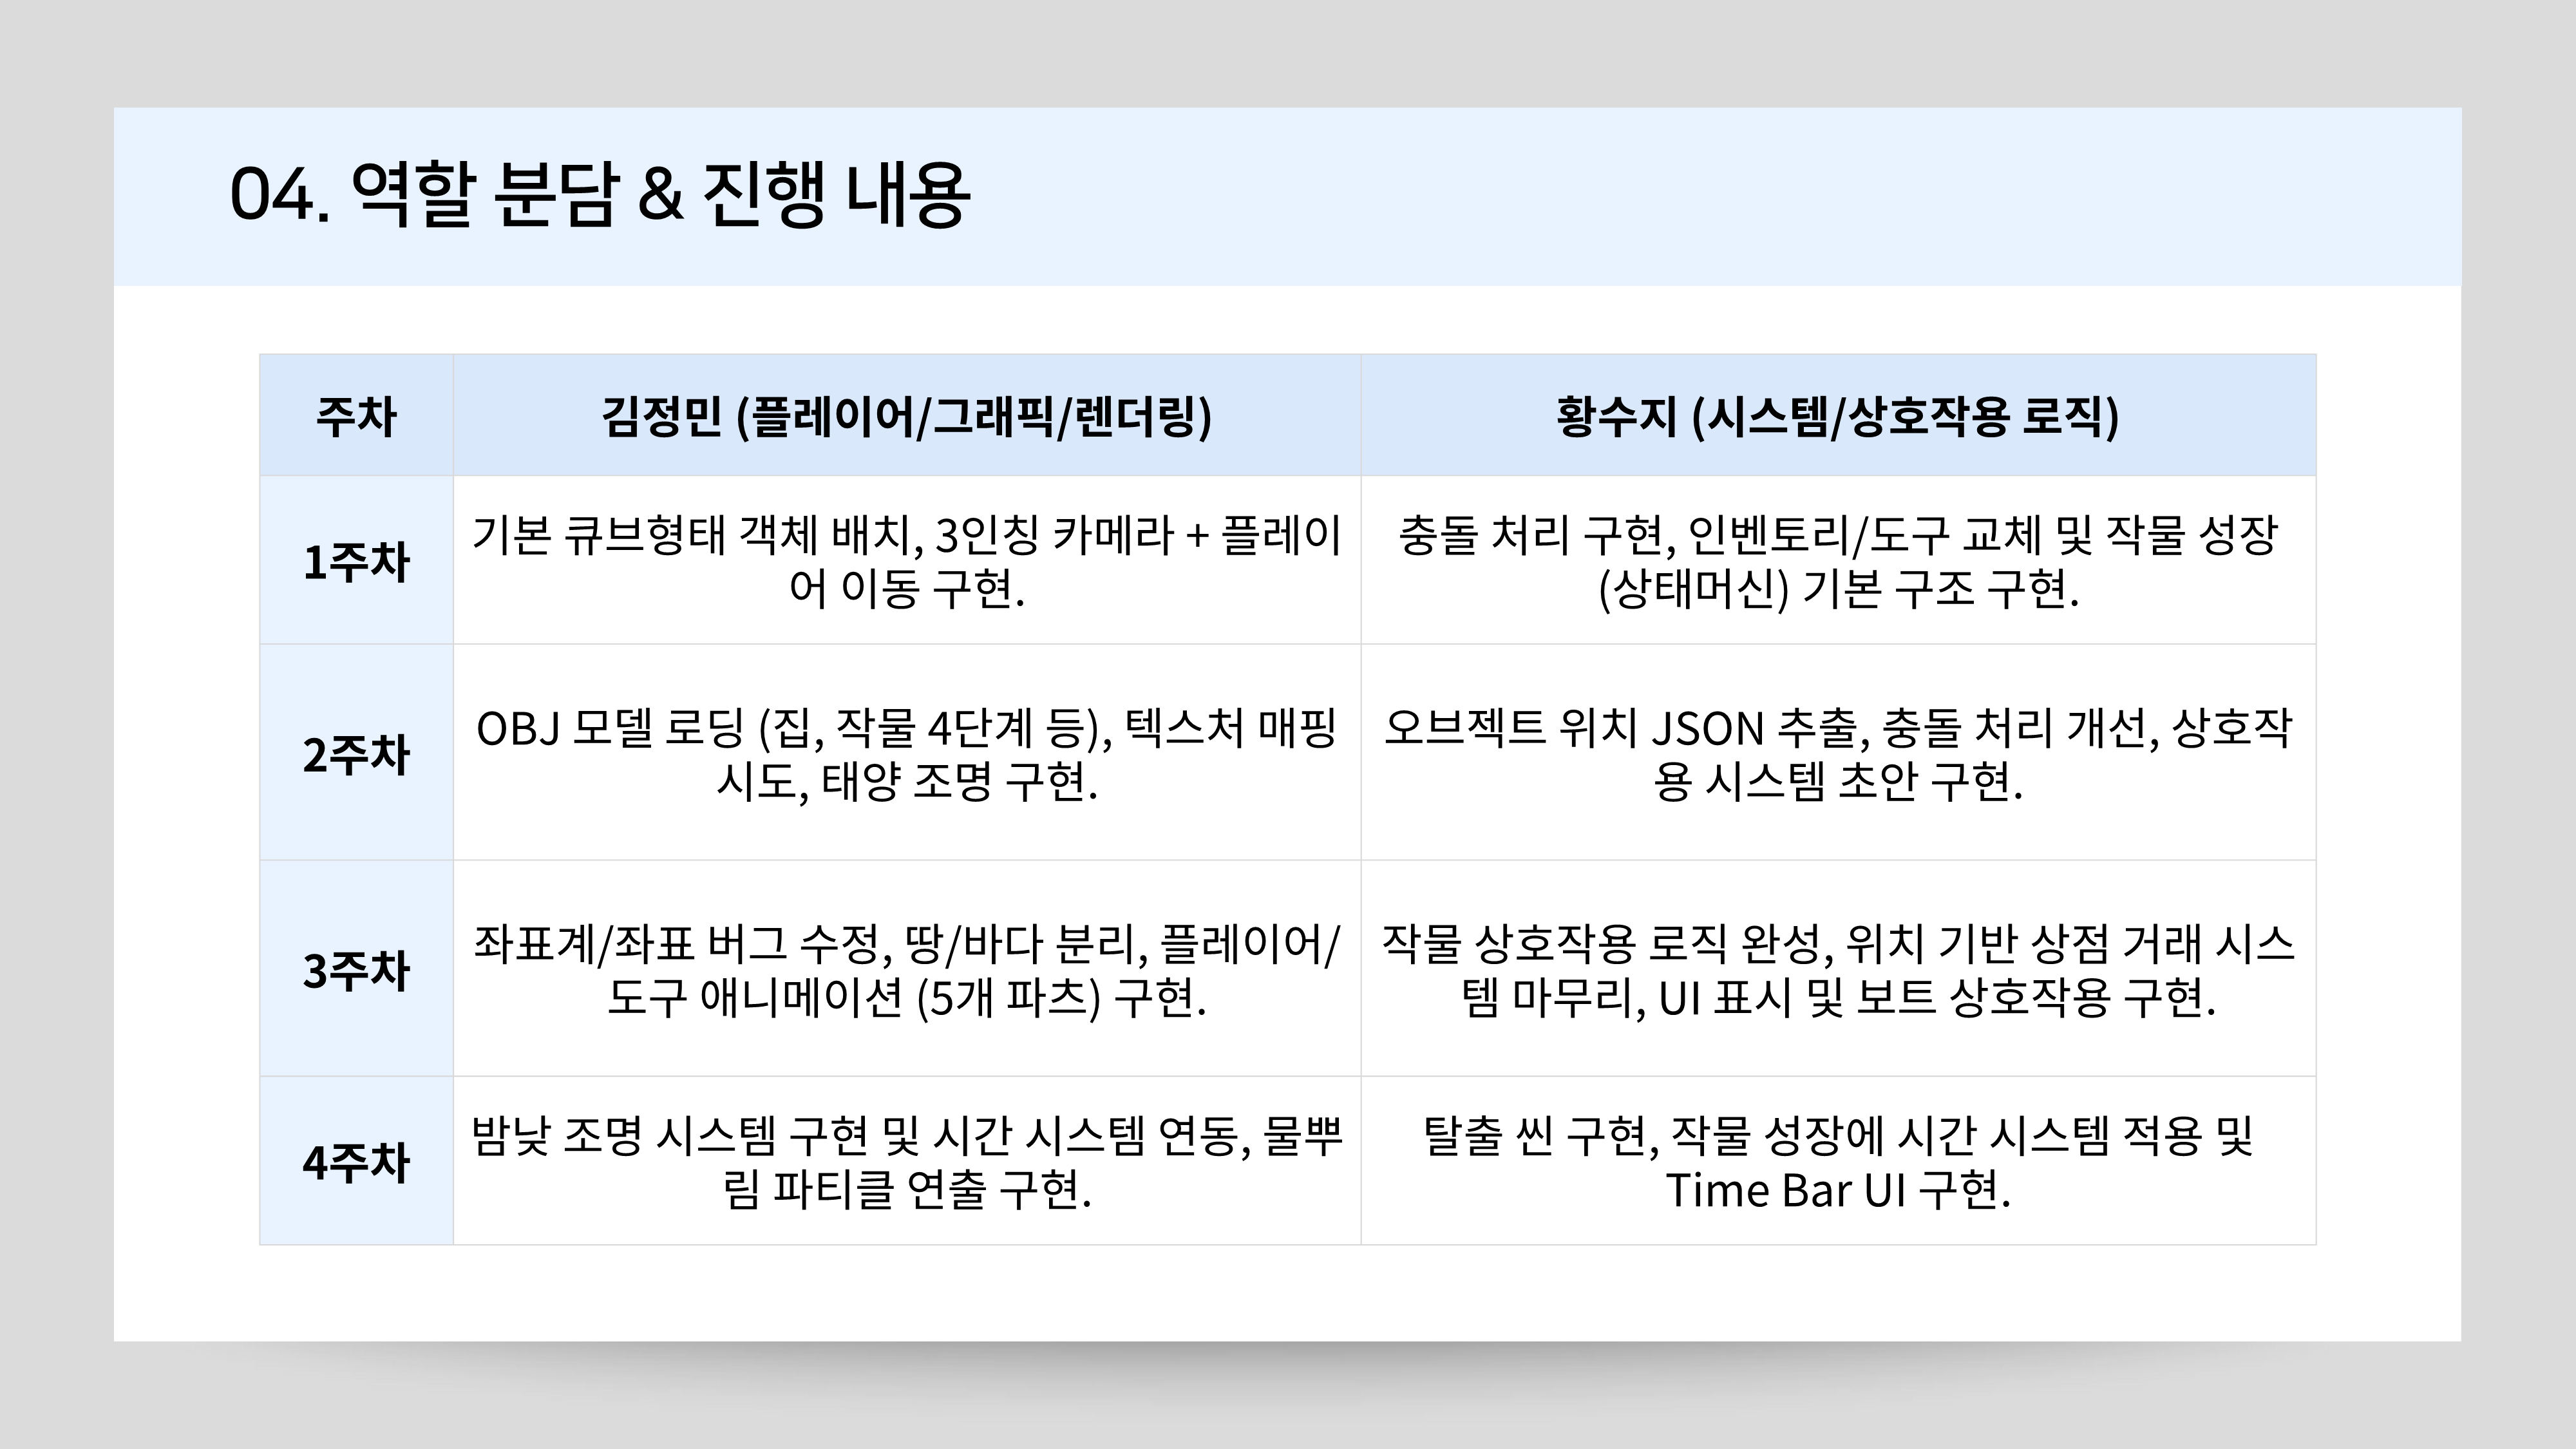 04. 역할 분담 & 진행 내용
주차
김정민 (플레이어/그래픽/렌더링)
황수지 (시스템/상호작용 로직)
1주차
기본 큐브형태 객체 배치, 3인칭 카메라 + 플레이
어 이동 구현.
충돌 처리 구현, 인벤토리/도구 교체 및 작물 성장
(상태머신) 기본 구조 구현.
2주차
OBJ 모델 로딩 (집, 작물 4단계 등), 텍스처 매핑
시도, 태양 조명 구현.
오브젝트 위치 JSON 추출, 충돌 처리 개선, 상호작
용 시스템 초안 구현.
3주차
좌표계/좌표 버그 수정, 땅/바다 분리, 플레이어/
도구 애니메이션 (5개 파츠) 구현.
작물 상호작용 로직 완성, 위치 기반 상점 거래 시스
템 마무리, UI 표시 및 보트 상호작용 구현.
4주차
밤낮 조명 시스템 구현 및 시간 시스템 연동, 물뿌
림 파티클 연출 구현.
탈출 씬 구현, 작물 성장에 시간 시스템 적용 및
Time Bar UI 구현.